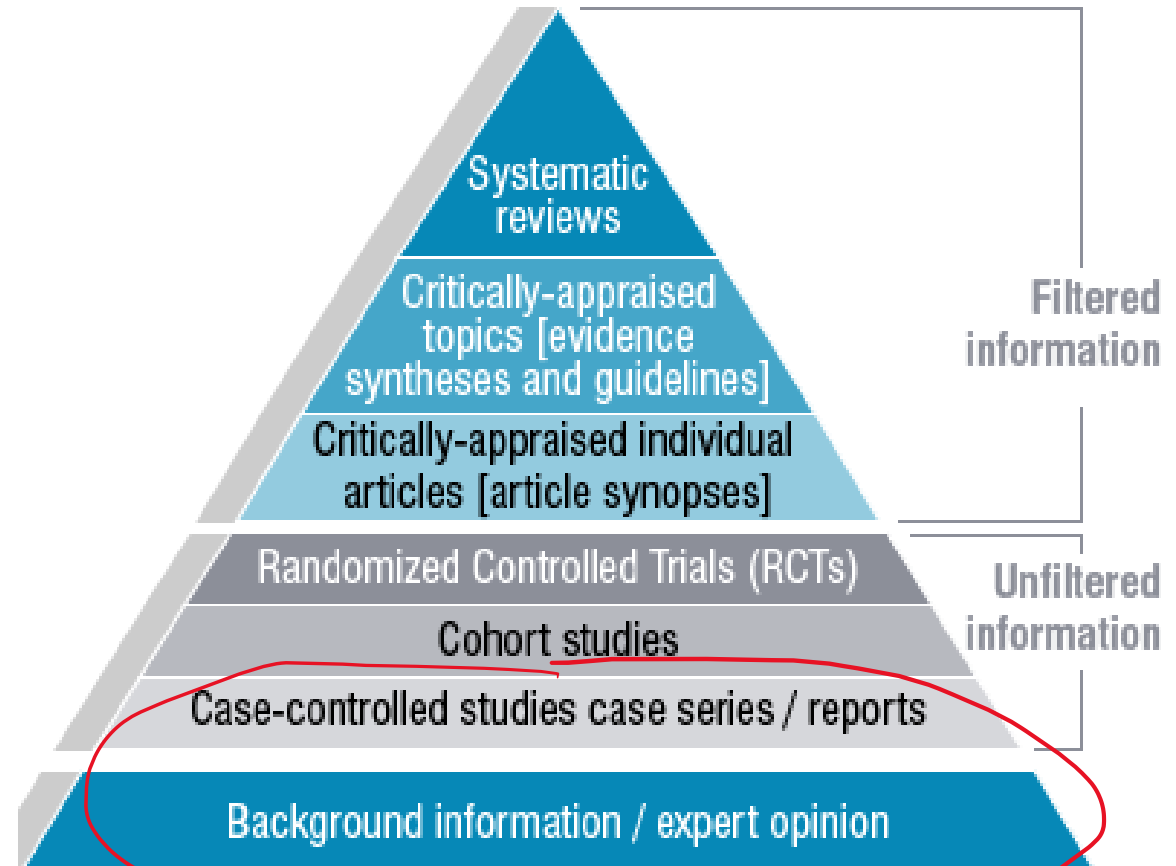 Systematic
reviews
Critically-appraised
topics [evidence
syntheses and guidelines]
Filtered
information
Critically-appraised individual
articles [article synopses]
Randomized Controlled Trials (RCTs)
Unfiltered
information
Cohort studies
Case-controlled studies case series / reports
Background information / expert opinion